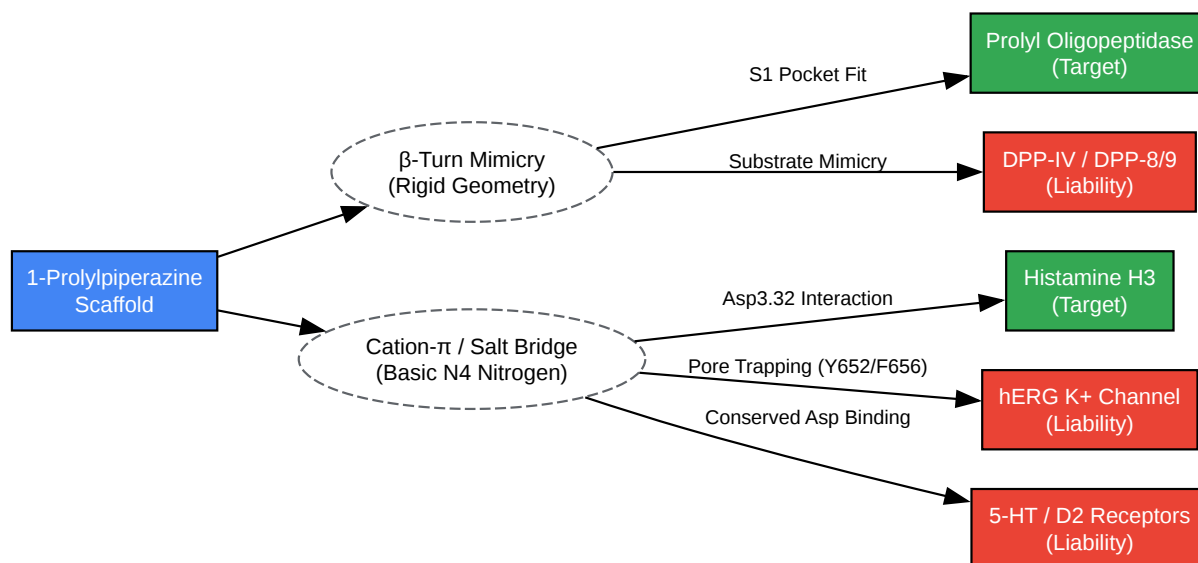 1-Prolylpiperazine
Scaffold
β-Turn Mimicry
(Rigid Geometry)
Cation-π / Salt Bridge
(Basic N4 Nitrogen)
S1 Pocket Fit
Substrate Mimicry
Asp3.32 Interaction
Pore Trapping (Y652/F656)
Conserved Asp Binding
Prolyl Oligopeptidase
(Target)
DPP-IV / DPP-8/9
(Liability)
Histamine H3
(Target)
hERG K+ Channel
(Liability)
5-HT / D2 Receptors
(Liability)